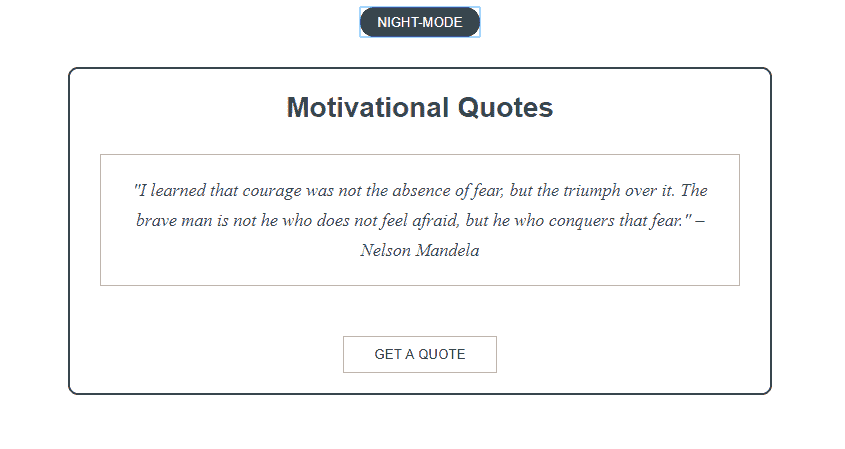 NIGHT-MODE
Motivational Quotes
"I learned that courage was not the absence of fear, but the triumph over it. The
brave man is not he who does not feel afraid, but he who conquers that fear." –
Nelson Mandela
GET A QUOTE